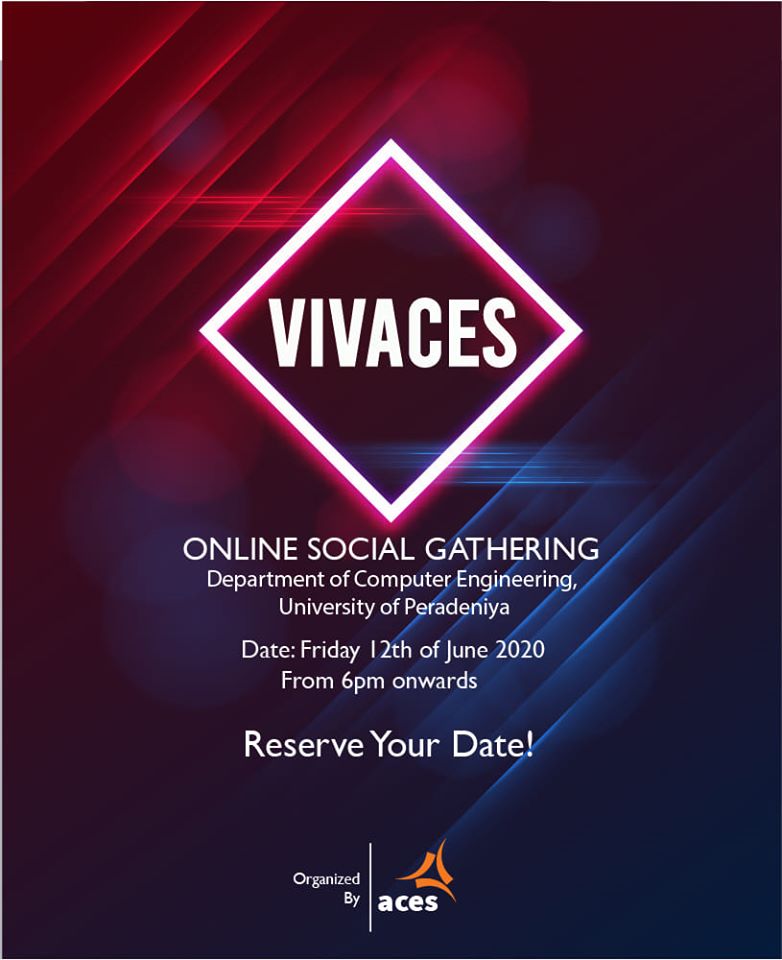 VIVACES
ONLINE SOCIAL GATHERING
Department of Computer Engineering,
University of Peradeniya
Date: Friday 12th of June 2020
From 6pm onwards
Reserve Your Date!
Organized
By
aces